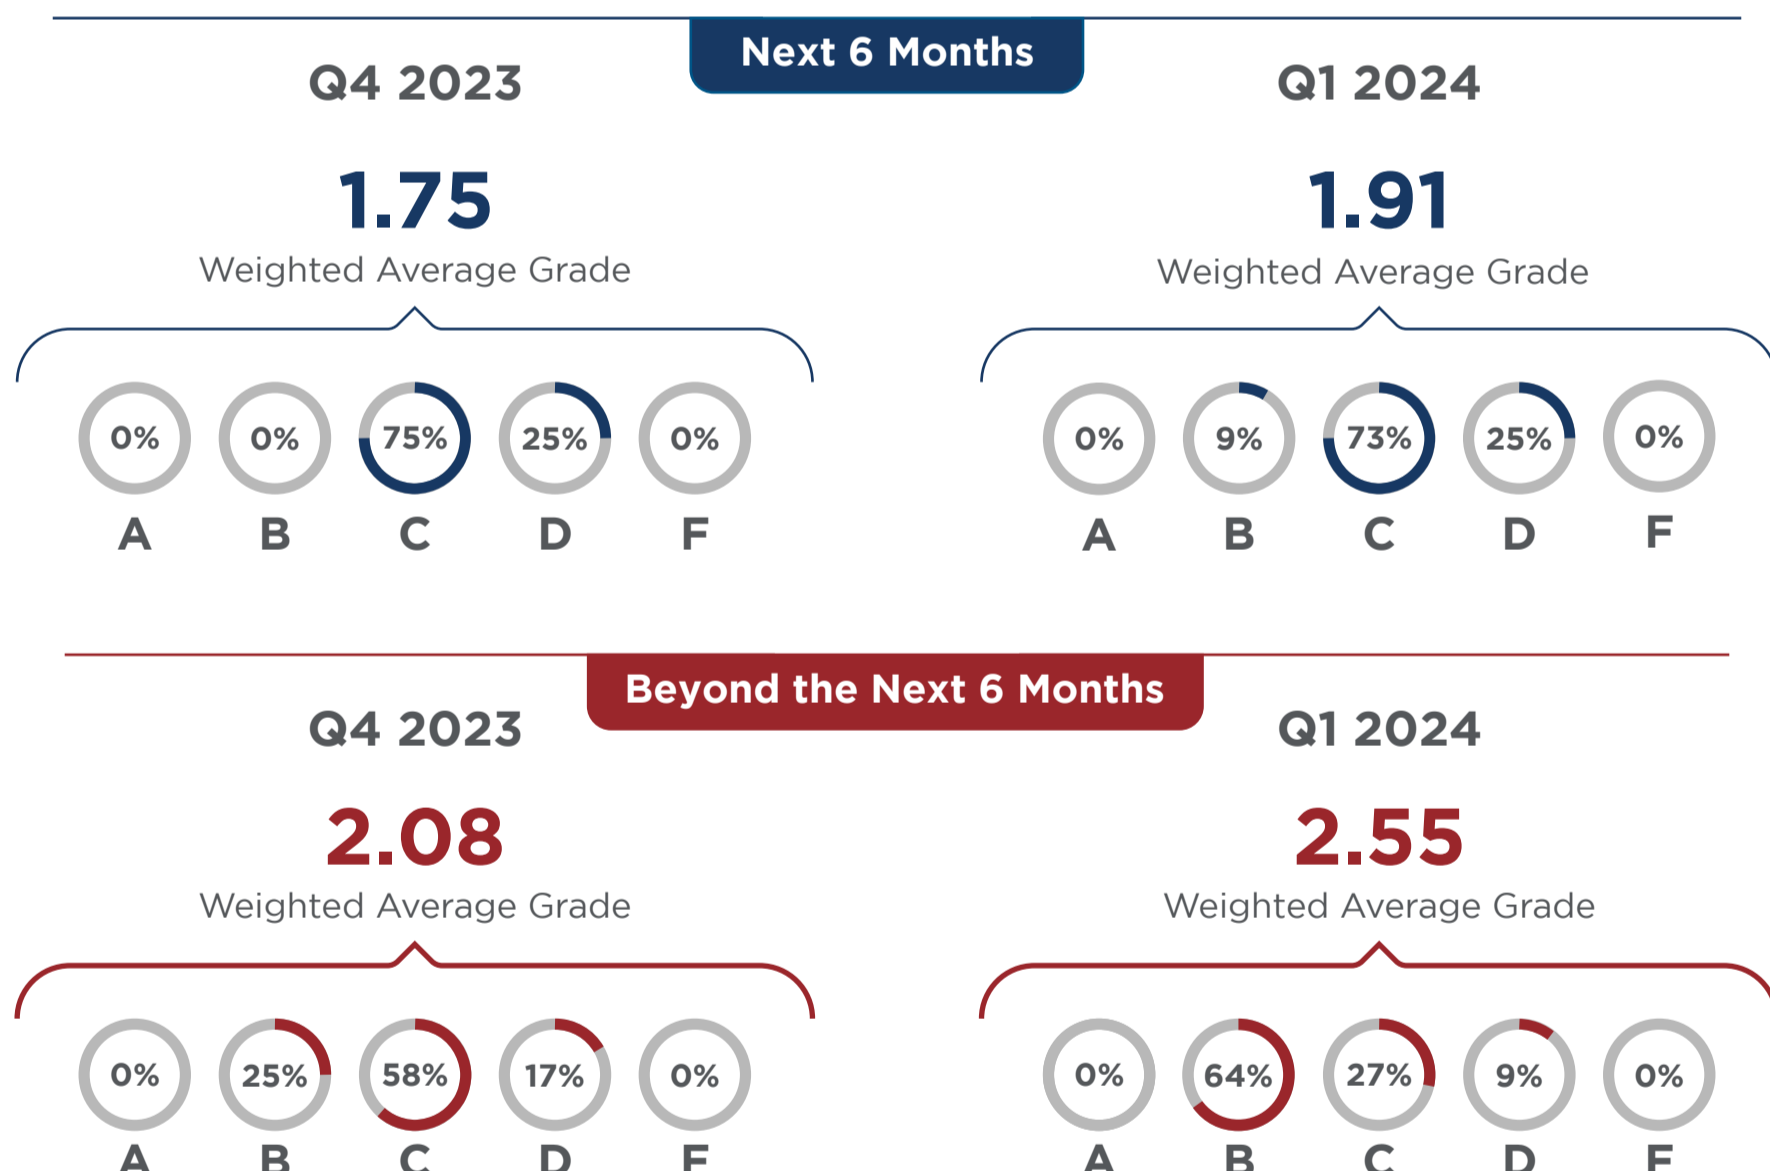 Next 6 Months
Q4 2023
Q1 2024
1.75
1.91
Weighted Average Grade
Weighted Average Grade
0% 0% 75% 25% 0%
0% 9% 73% 25% 0%
A B C D F
A B C D F
Beyond the Next 6 Months
Q4 2023
Q1 2024
2.08
2.55
Weighted Average Grade
Weighted Average Grade
0% 25% 58% 17% 0%
0% 64% 27% 9% 0%
A B C D F
A B C D F